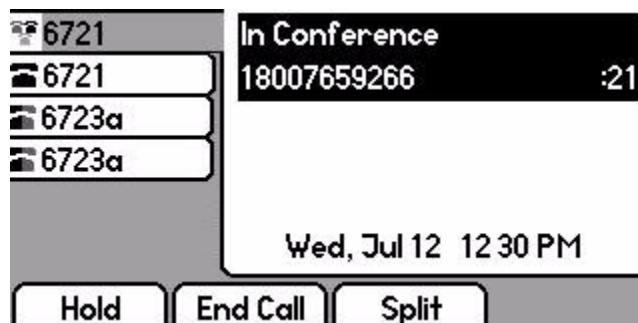 6721
6721
6723a
6723a
In Conference
18007659266 :21
Wed, Jul 12 12 30 PM
Hold End Call Split